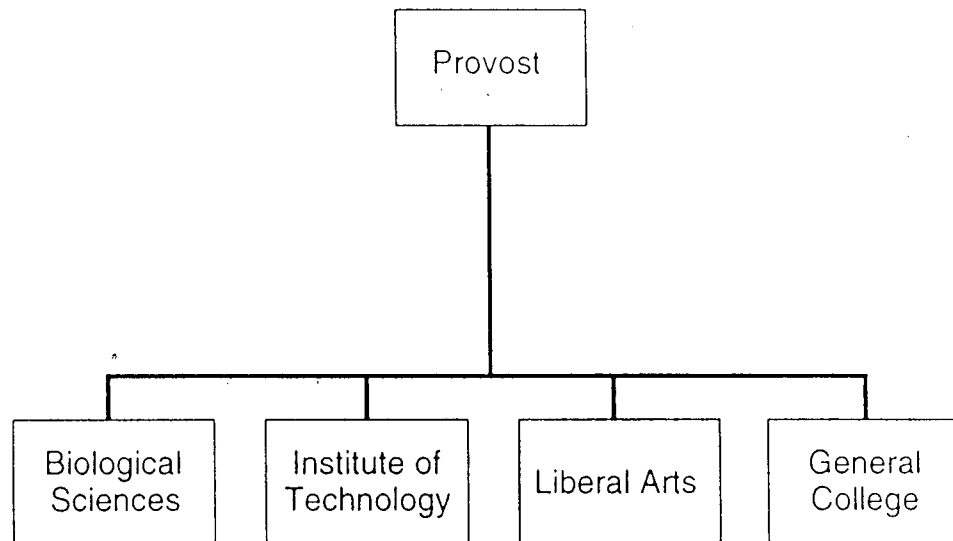 Provost
Biological
Sciences
Institute of
Technology
Liberal Arts
General
College